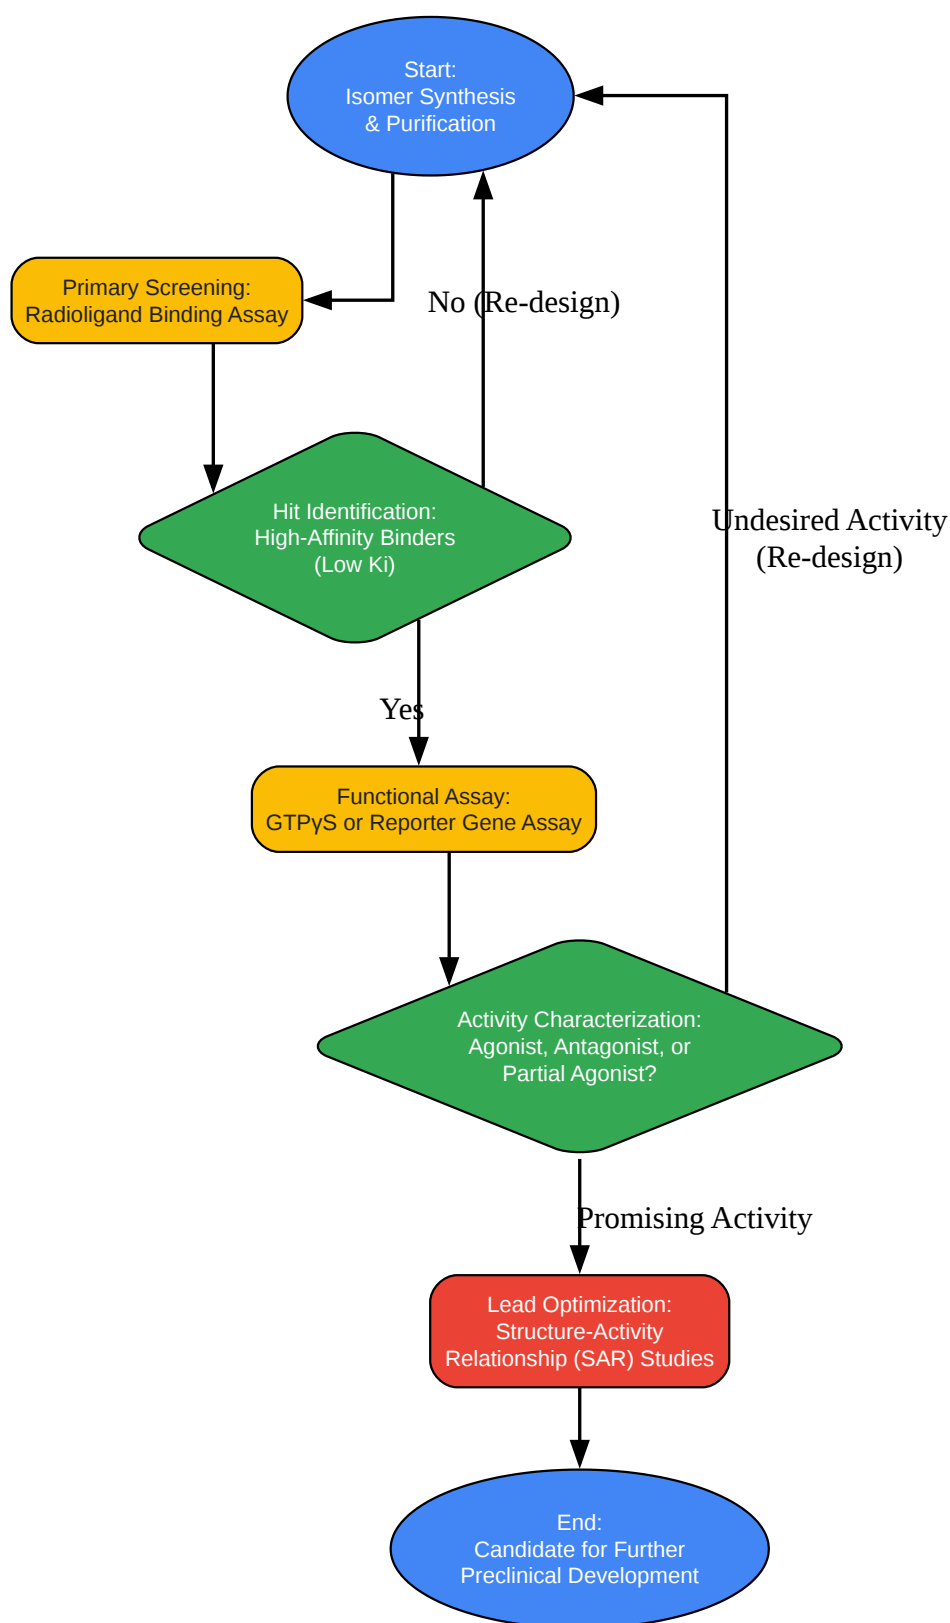 Start:
Isomer Synthesis
& Purification
Primary Screening:
Radioligand Binding Assay
No (Re-design)
Hit Identification:
High-Affinity Binders
(Low Ki)
Undesired Activity
(Re-design)
Yes
Functional Assay:
GTPγS or Reporter Gene Assay
Activity Characterization:
Agonist, Antagonist, or
Partial Agonist?
Promising Activity
Lead Optimization:
Structure-Activity
Relationship (SAR) Studies
End:
Candidate for Further
Preclinical Development